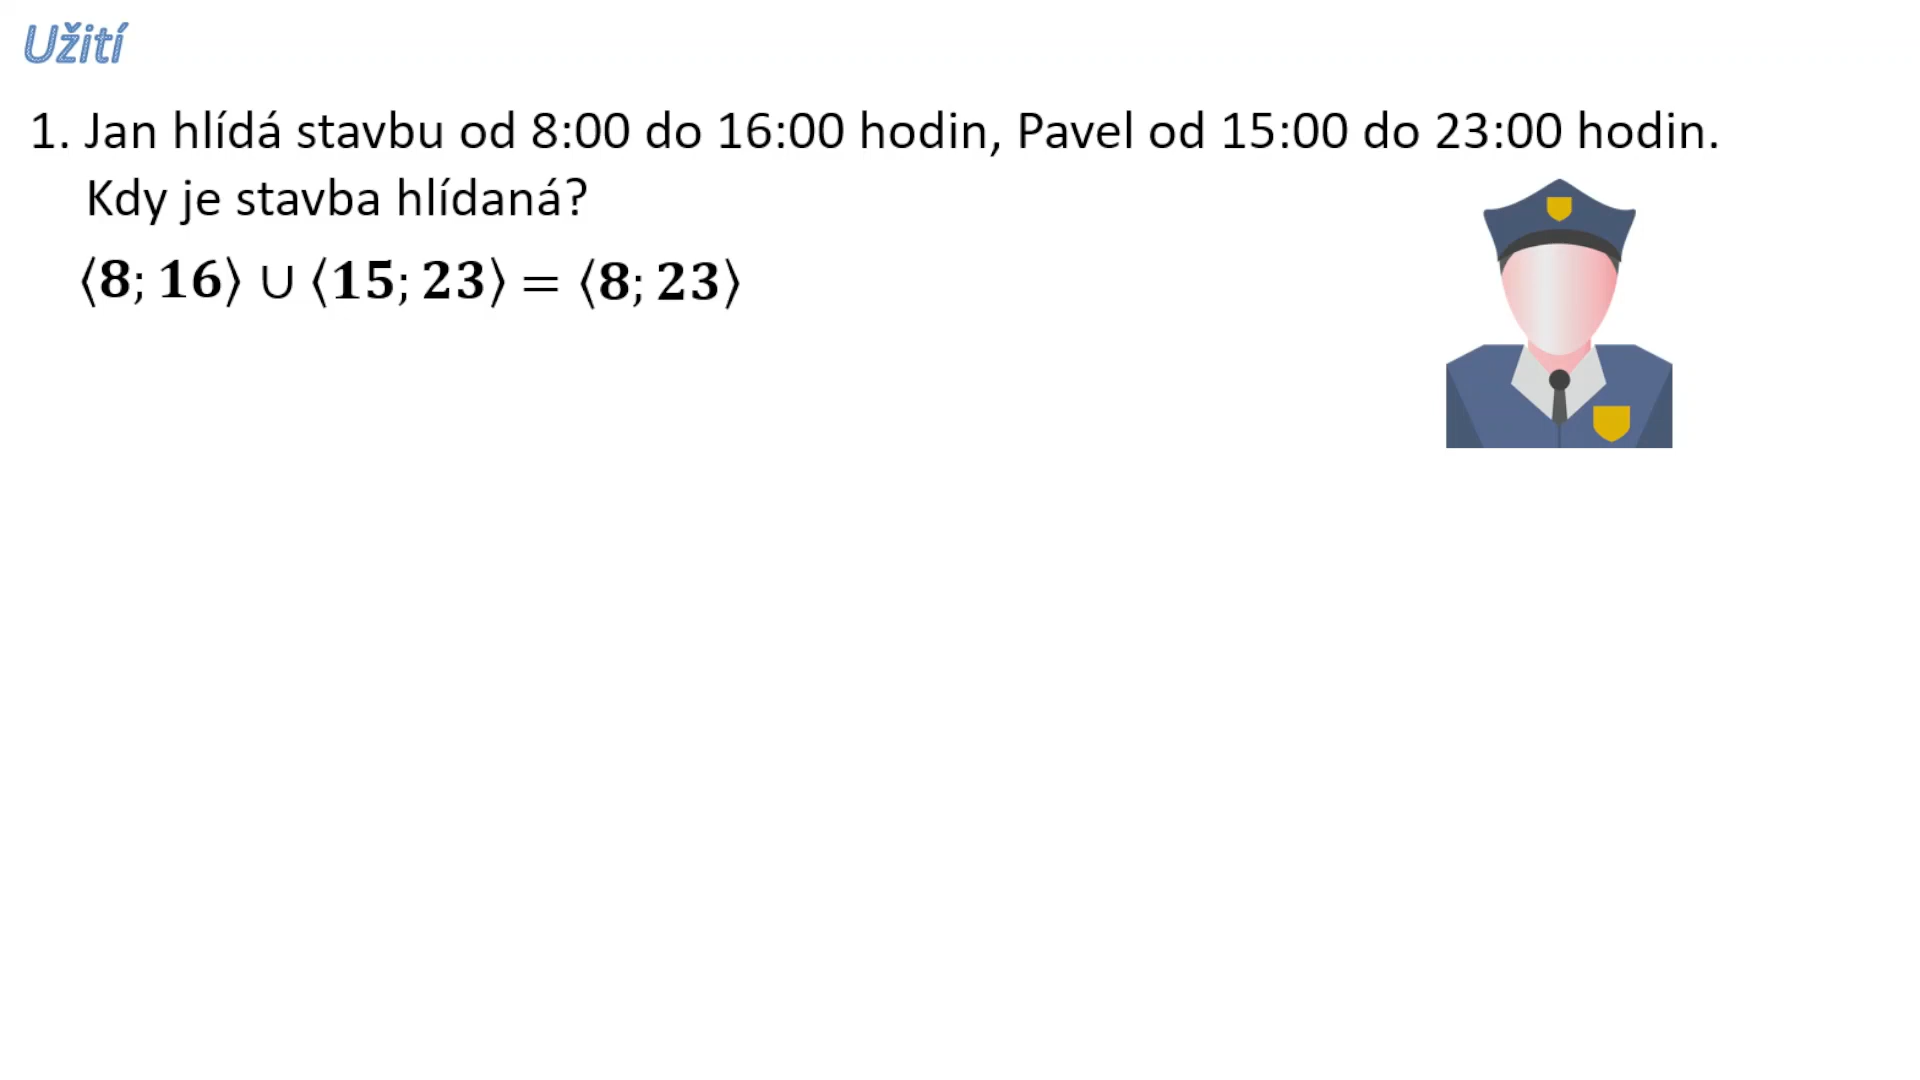 Užití
1. Jan hlídá stavbu od 8:00 do 16:00 hodin, Pavel od 15:00 do 23:00 hodin.
Kdy je stavba hlídaná?
⟨8; 16⟩ ∪ ⟨15; 23⟩ = ⟨8; 23⟩